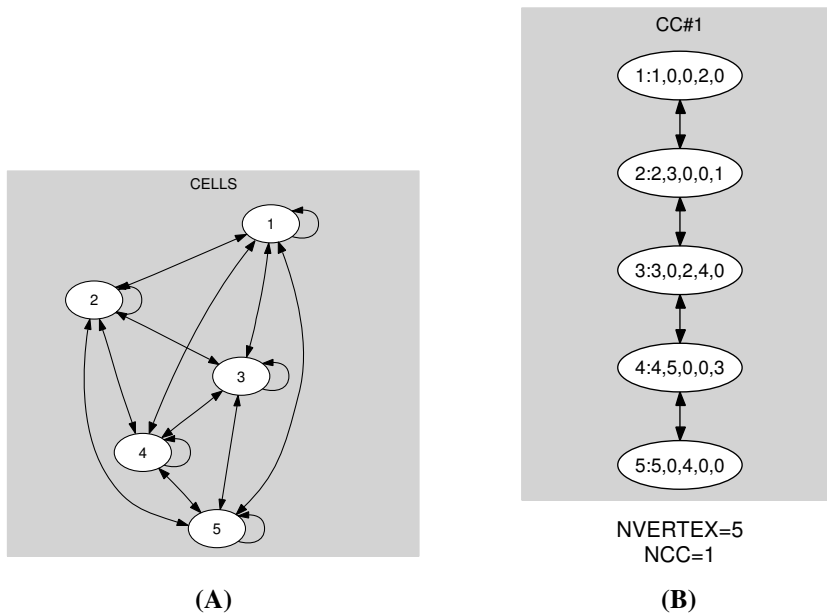 CELLS
1
2
3
4
5
(A)
CC#1
1:1,0,0,2,0
2:2,3,0,0,1
3:3,0,2,4,0
4:4,5,0,0,3
5:5,0,4,0,0
NVERTEX=5
NCC=1
(B)